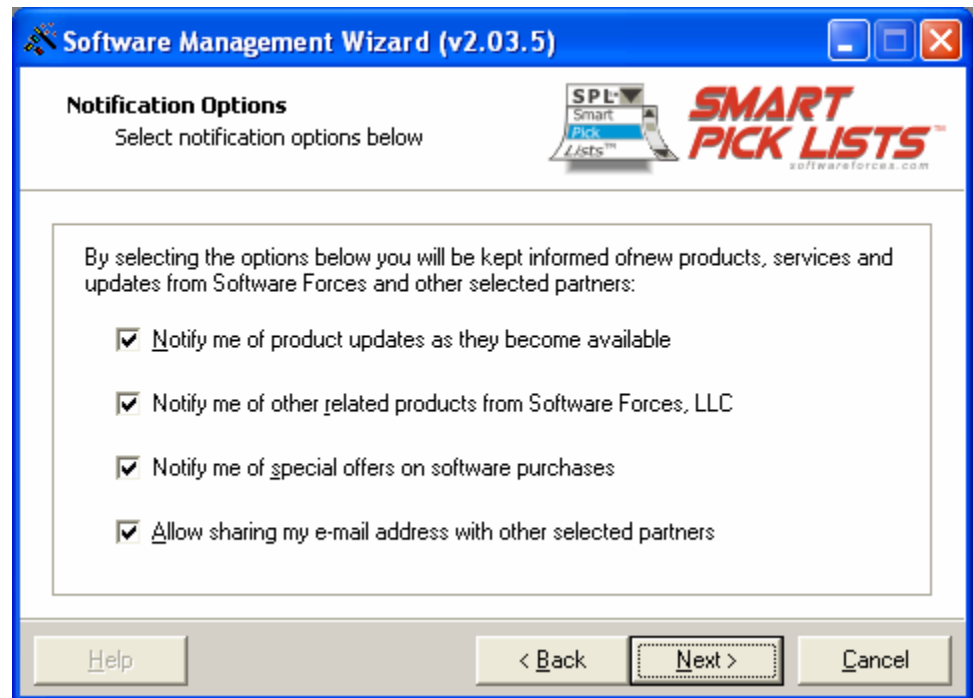 Software Management Wizard (v2.03.5)
Notification Options
Select notification options below
SPL
Smart
Pick
Lists™
SMART
PICK LISTS™
softwareforces.com
By selecting the options below you will be kept informed ofnew products, services and
updates from Software Forces and other selected partners:
Notify me of product updates as they become available
Notify me of other related products from Software Forces, LLC
Notify me of special offers on software purchases
Allow sharing my e-mail address with other selected partners
Help
< Back
Next >
Cancel